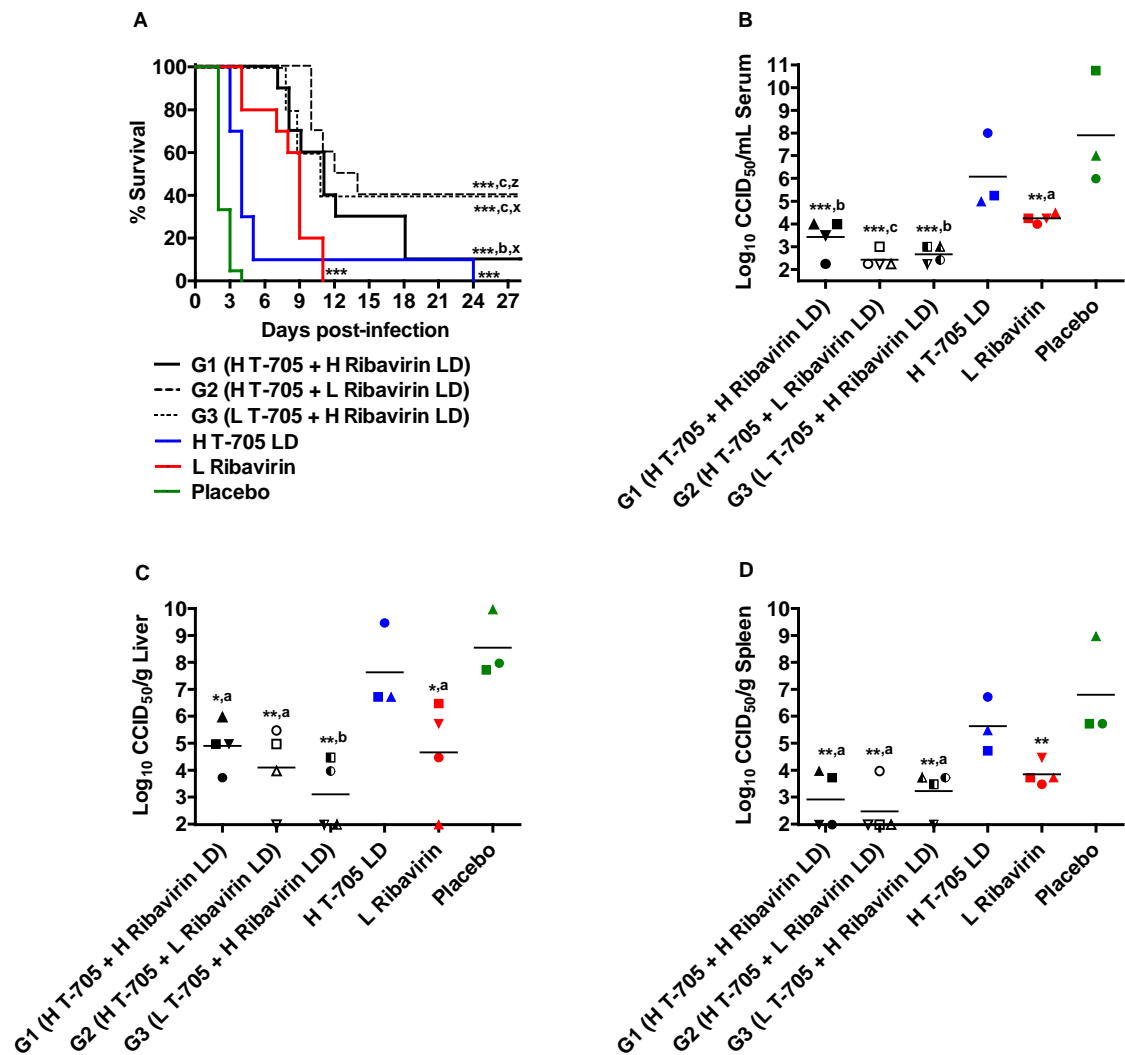 A
% Survival
100
80
60
40
20
0
***,c,z
***,c,x
***,b,x
***
***
0 3 6 9 12 15 18 21 24 27
Days post-infection
G1 (H T-705 + H Ribavirin LD)
G2 (H T-705 + L Ribavirin LD)
G3 (L T-705 + H Ribavirin LD)
H T-705 LD
L Ribavirin
Placebo
B
Log10 CCID50/mL Serum
11
10
9
8
7
6
5
4
3
2
***,b
***,c
***,b
**,a
G1 (H T-705 + H Ribavirin LD)
G2 (H T-705 + L Ribavirin LD)
G3 (L T-705 + H Ribavirin LD)
H T-705 LD
L Ribavirin
Placebo
C
Log10 CCID50/g Liver
10
9
8
7
6
5
4
3
2
*,a
**,a
**,b
*,a
G1 (H T-705 + H Ribavirin LD)
G2 (H T-705 + L Ribavirin LD)
G3 (L T-705 + H Ribavirin LD)
H T-705 LD
L Ribavirin
Placebo
D
Log10 CCID50/g Spleen
10
9
8
7
6
5
4
3
2
**,a
**,a
**,a
**
G1 (H T-705 + H Ribavirin LD)
G2 (H T-705 + L Ribavirin LD)
G3 (L T-705 + H Ribavirin LD)
H T-705 LD
L Ribavirin
Placebo